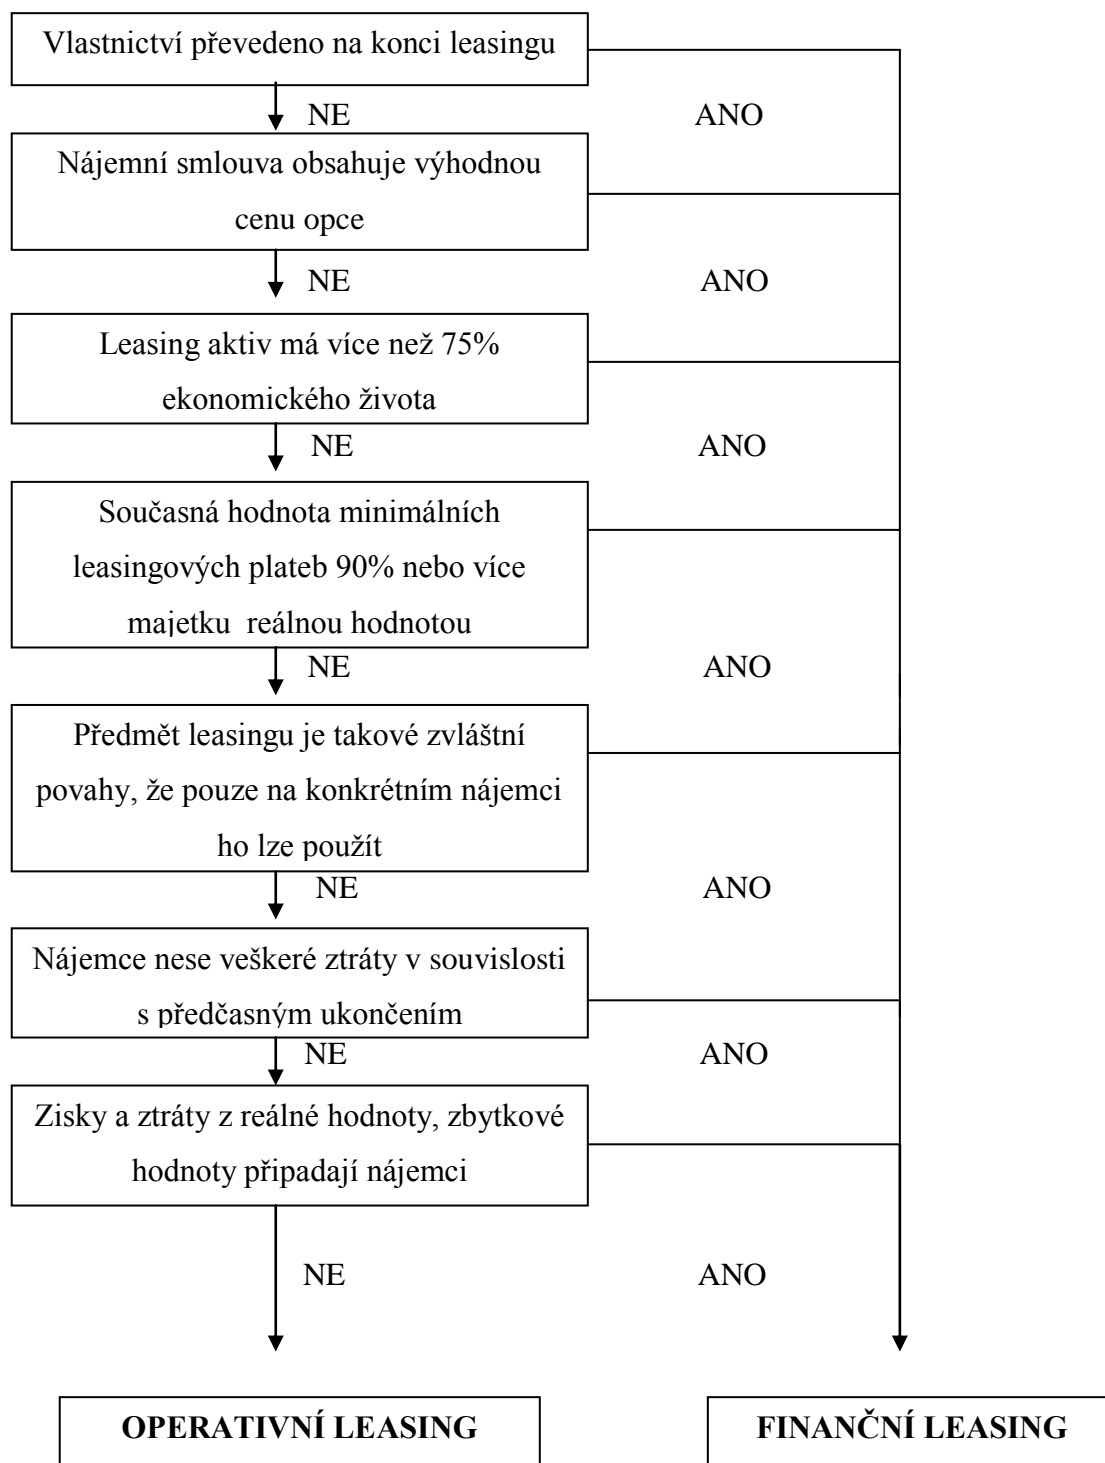 Vlastnictví převedeno na konci leasingu
NE
ANO
Nájemní smlouva obsahuje výhodnou
cenu opce
NE
ANO
Leasing aktiv má více než 75%
ekonomického života
NE
ANO
Současná hodnota minimálních
leasingových plateb 90% nebo více
majetku reálnou hodnotou
NE
ANO
Předmět leasingu je takové zvláštní
povahy, že pouze na konkrétním nájemci
ho lze použít
NE
ANO
Nájemce nese veškeré ztráty v souvislosti
s předčasným ukončením
NE
ANO
Zisky a ztráty z reálné hodnoty, zbytkové
hodnoty připadají nájemci
NE
ANO
OPERATIVNÍ LEASING
FINANČNÍ LEASING